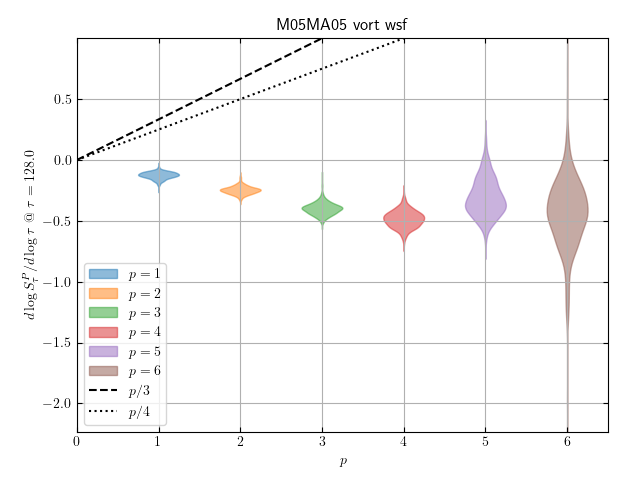 M05MA05 vort wsf
d log S_τ^P / d log τ @ τ = 128.0
0.5
0.0
−0.5
−1.0
−1.5
−2.0
p = 1
p = 2
p = 3
p = 4
p = 5
p = 6
p/3
p/4
0 1 2 3 4 5 6
p